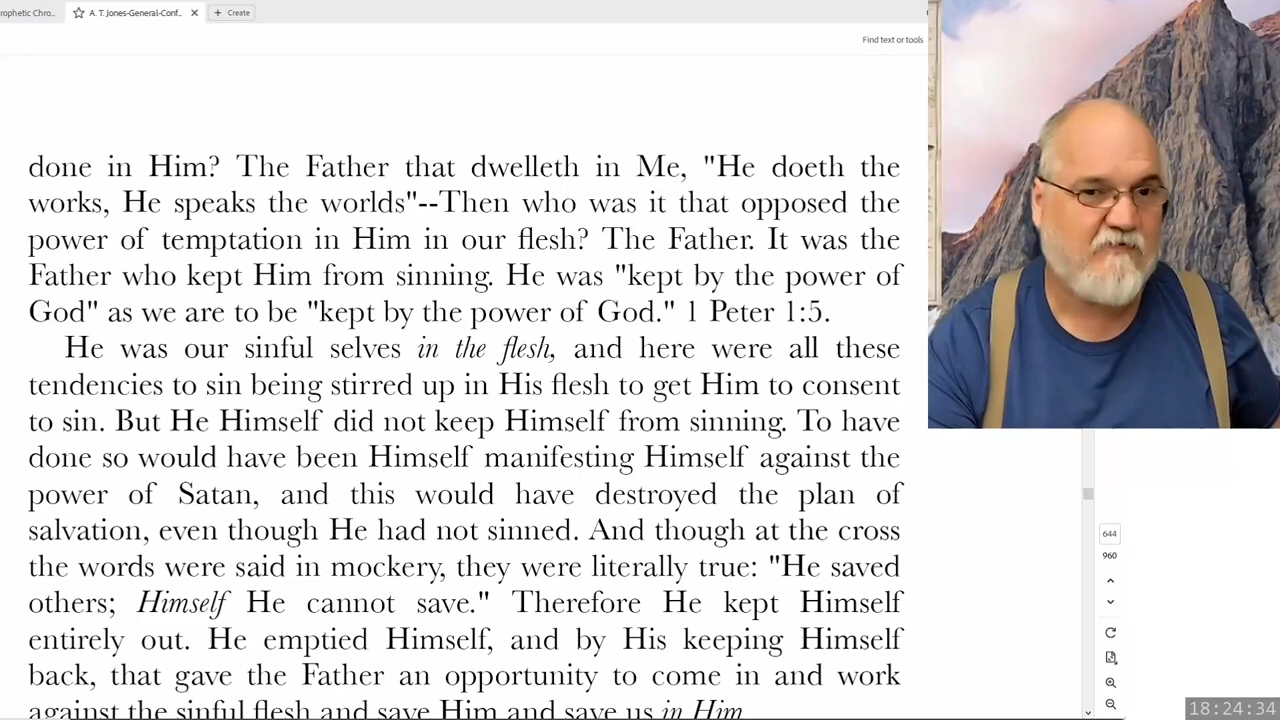 rophetic Chro...
A. T. Jones-General-Conf...
Create
Find text or tools
done in Him? The Father that dwelleth in Me, "He doeth the
works, He speaks the worlds"--Then who was it that opposed the
power of temptation in Him in our flesh? The Father. It was the
Father who kept Him from sinning. He was "kept by the power of
God" as we are to be "kept by the power of God." 1 Peter 1:5.
He was our sinful selves in the flesh, and here were all these
tendencies to sin being stirred up in His flesh to get Him to consent
to sin. But He Himself did not keep Himself from sinning. To have
done so would have been Himself manifesting Himself against the
power of Satan, and this would have destroyed the plan of
salvation, even though He had not sinned. And though at the cross
the words were said in mockery, they were literally true: "He saved
others; Himself He cannot save." Therefore He kept Himself
entirely out. He emptied Himself, and by His keeping Himself
back, that gave the Father an opportunity to come in and work
against the sinful flesh and save Him and save us in Him
644
960
18:24:34